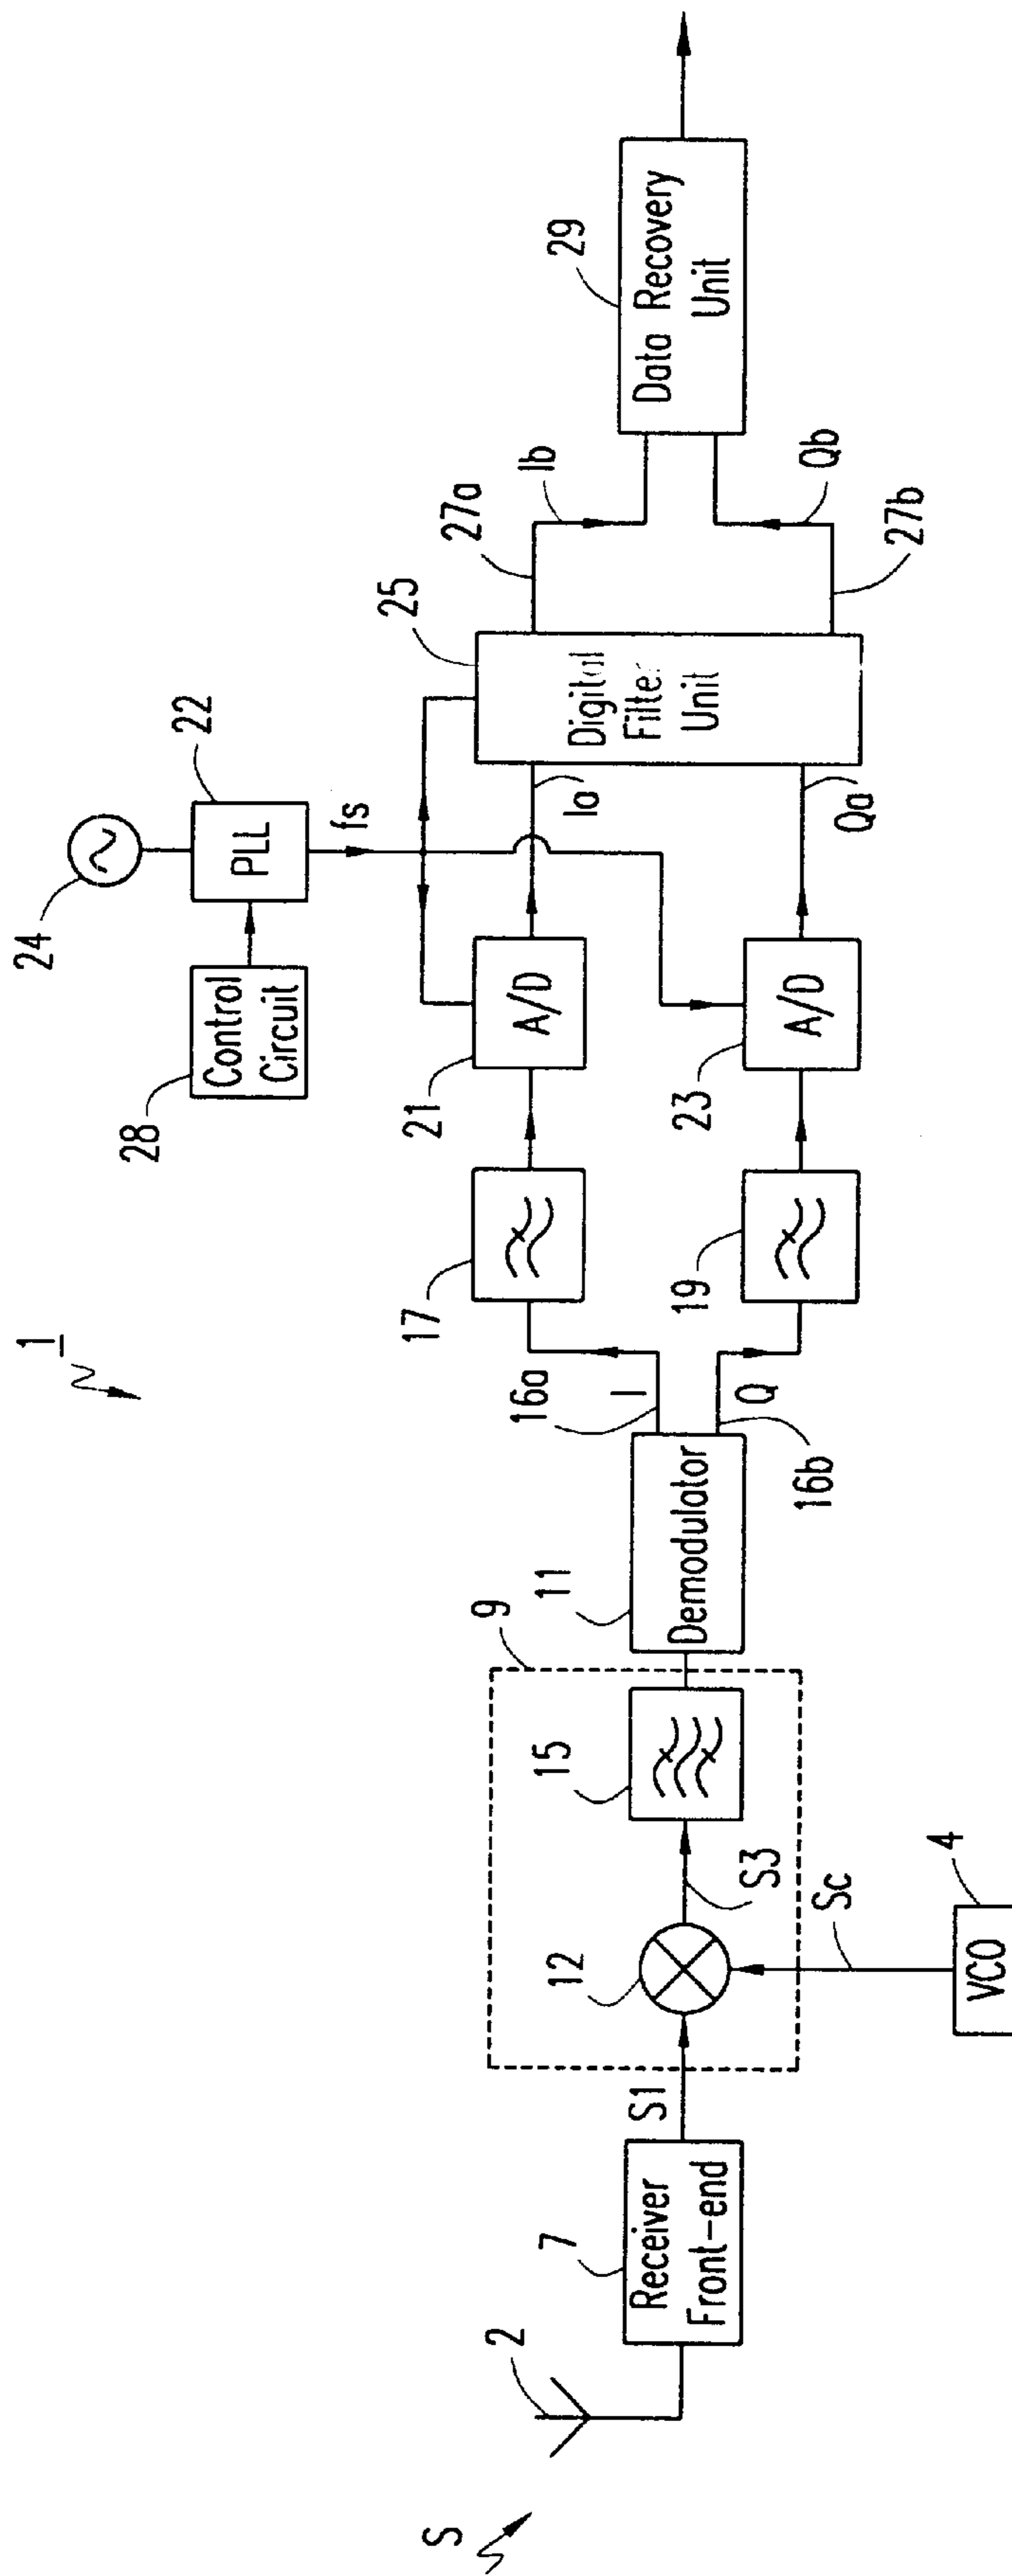 1
S
2
7
Receiver
Front-end
S1
9
12
S3
15
Sc
4
VCO
11
Demodulator
16a
I
Q
16b
17
19
21
A/D
23
A/D
28
Control
Circuit
24
22
PLL
fs
Ia
Qa
25
Digital
Filter
Unit
27a
Ib
Qb
27b
29
Data Recovery
Unit